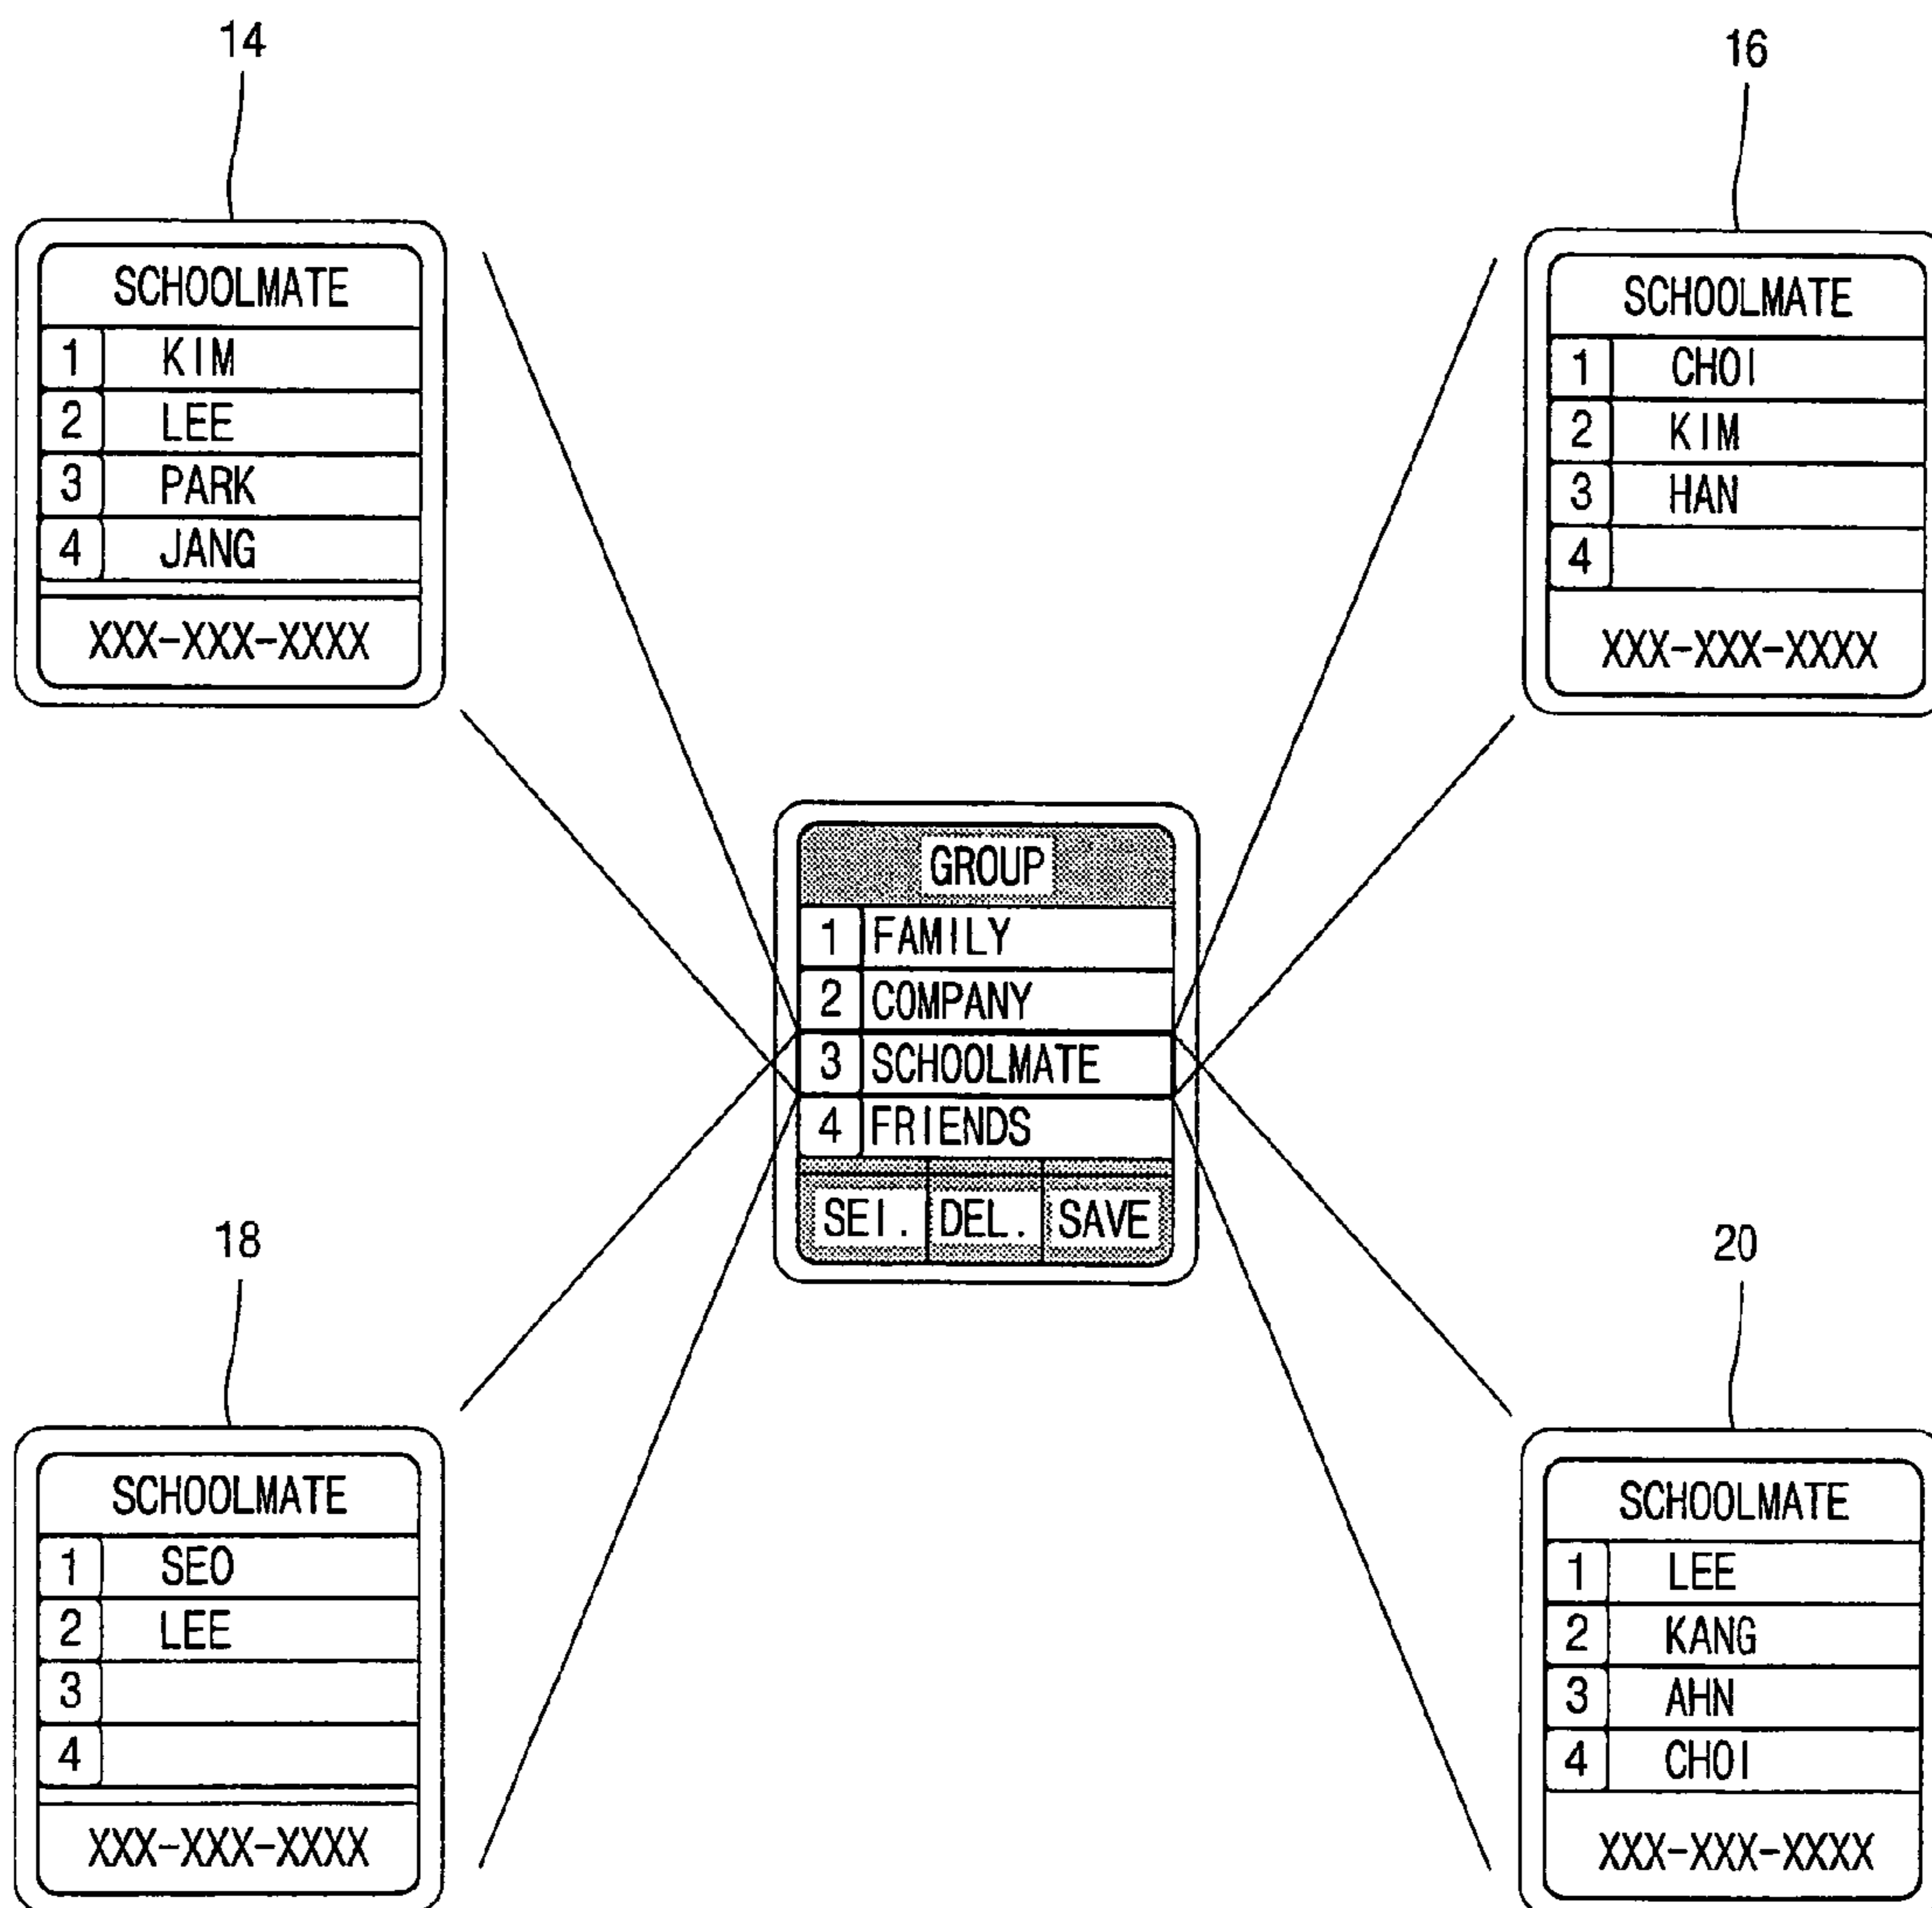 14
SCHOOLMATE
1 KIM
2 LEE
3 PARK
4 JANG
XXX-XXX-XXXX
16
SCHOOLMATE
1 CHOI
2 KIM
3 HAN
4
XXX-XXX-XXXX
GROUP
1 FAMILY
2 COMPANY
3 SCHOOLMATE
4 FRIENDS
SEI. DEL. SAVE
18
SCHOOLMATE
1 SEO
2 LEE
3
4
XXX-XXX-XXXX
20
SCHOOLMATE
1 LEE
2 KANG
3 AHN
4 CHOI
XXX-XXX-XXXX